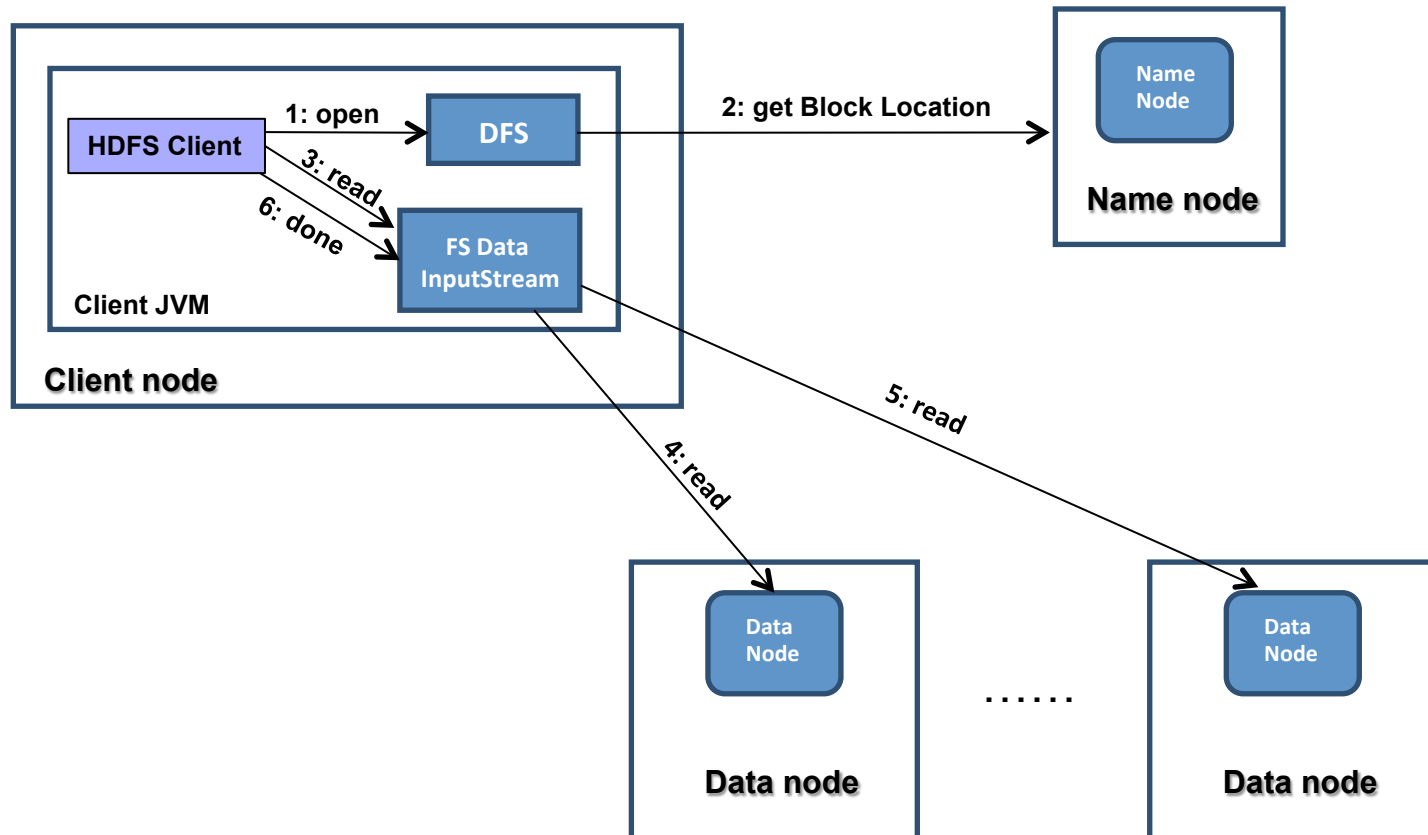 1: open
DFS
2: get Block Location
Name
Node
Name node
HDFS Client
3: read
6: done
FS Data
InputStream
Client JVM
Client node
4: read
5: read
Data
Node
Data node
......
Data
Node
Data node